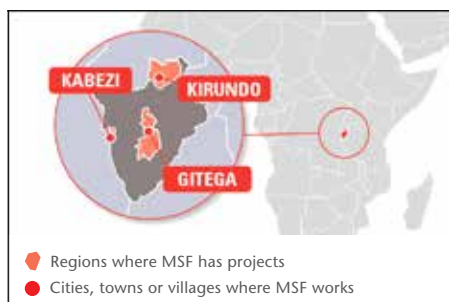 KABEZI
KIRUNDO
GITEGA
Regions where MSF has projects
Cities, towns or villages where MSF works